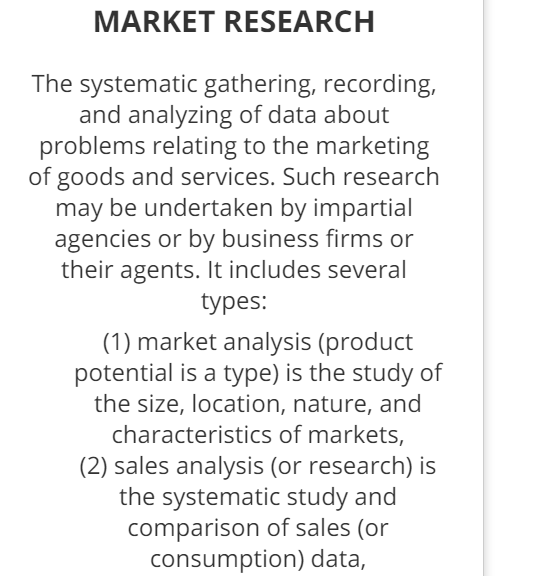 MARKET RESEARCH
The systematic gathering, recording,
and analyzing of data about
problems relating to the marketing
of goods and services. Such research
may be undertaken by impartial
agencies or by business firms or
their agents. It includes several
types:
(1) market analysis (product
potential is a type) is the study of
the size, location, nature, and
characteristics of markets,
(2) sales analysis (or research) is
the systematic study and
comparison of sales (or
consumption) data,